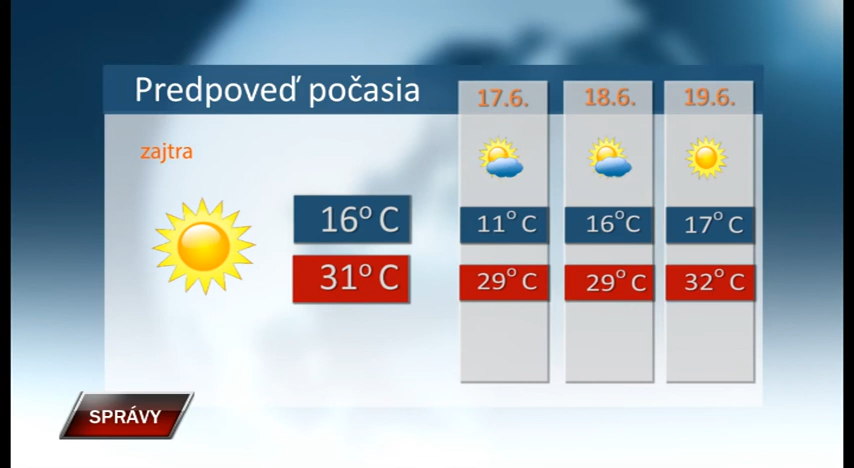 Predpoveď počasia
zajtra
16° C
31° C
17.6.
18.6.
19.6.
11° C
16°C
17° C
29° C
29° C
32° C
SPRÁVY